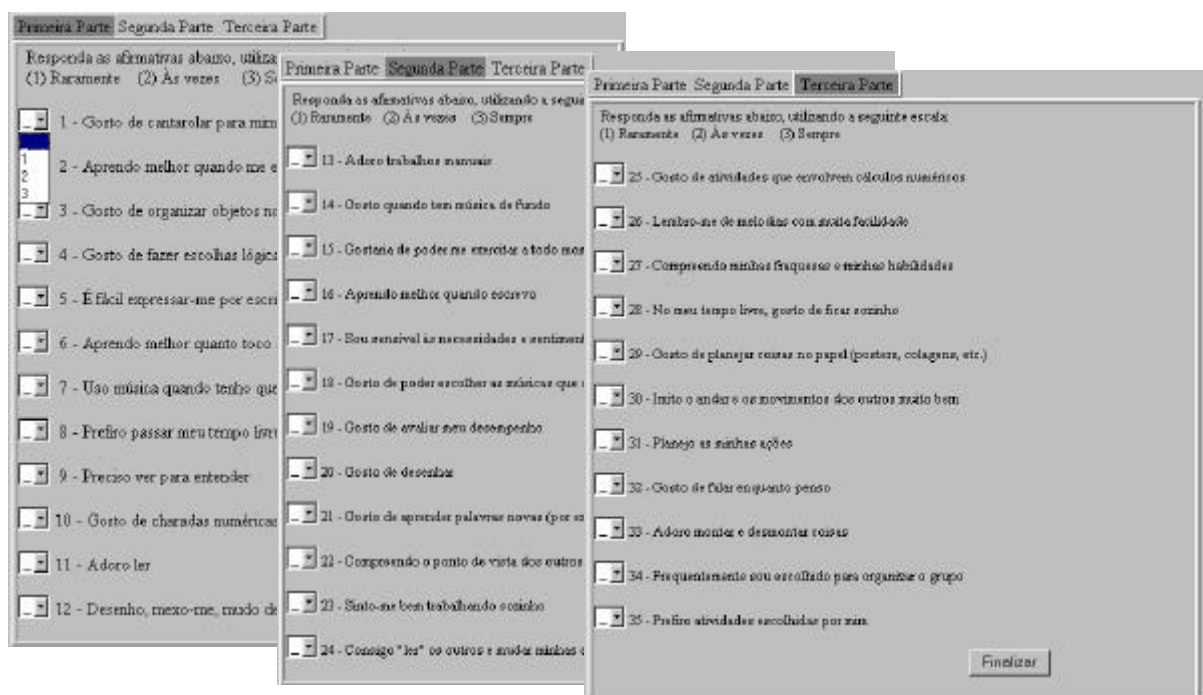 Primeira Parte Segunda Parte Terceira Parte
Responda as afirmativas abaixo, utiliza
(1) Raramente (2) Às vezes (3) S
_ 1 - Gosto de cantarolar para mim
1
2
3
2 - Aprendo melhor quando me e
_ 3 - Gosto de organizar objetos no
_ 4 - Gosto de fazer escolhas lógica
_ 5 - É fácil expressar-me por escri
_ 6 - Aprendo melhor quanto toco
_ 7 - Uso música quando tenho que
_ 8 - Prefiro passar meu tempo livr
_ 9 - Preciso ver para entender
_ 10 - Gosto de charadas numéricas
_ 11 - Adoro ler
_ 12 - Desenho, mexo-me, mudo de
Primeira Parte Segunda Parte Terceira Parte
Responda as afirmativas abaixo, utilizando a segui
(1) Raramente (2) Às vezes (3) Sempre
_ 13 - Adoro trabalhos manuais
_ 14 - Gosto quando tem música de fundo
_ 15 - Gostaria de poder me exercitar a todo mom
_ 16 - Aprendo melhor quando escrevo
_ 17 - Sou sensível às necessidades e sentiment
_ 18 - Gosto de poder escolher as músicas que
_ 19 - Gosto de avaliar meu desempenho
_ 20 - Gosto de desenhar
_ 21 - Gosto de aprender palavras novas (por ex
_ 22 - Compreendo o ponto de vista dos outros
_ 23 - Sinto-me bem trabalhando sozinho
_ 24 - Consigo "ler" os outros e mudar minhas
Primeira Parte Segunda Parte Terceira Parte
Responda as afirmativas abaixo, utilizando a seguinte escala:
(1) Raramente (2) Às vezes (3) Sempre
_ 25 - Gosto de atividades que envolvem cálculos numéricos
_ 26 - Lembro-me de melodias com muita facilidade
_ 27 - Compreendo minhas fraquesas e minhas habilidades
_ 28 - No meu tempo livre, gosto de ficar sozinho
_ 29 - Gosto de planejar coisas no papel (posters, colagens, etc.)
_ 30 - Imito o andar e os movimentos dos outros muito bem
_ 31 - Planejo as minhas ações
_ 32 - Gosto de falar enquanto penso
_ 33 - Adoro montar e desmontar coisas
_ 34 - Frequentemente sou escolhido para organizar o grupo
_ 35 - Prefiro atividades escolhidas por mim
Finalizar